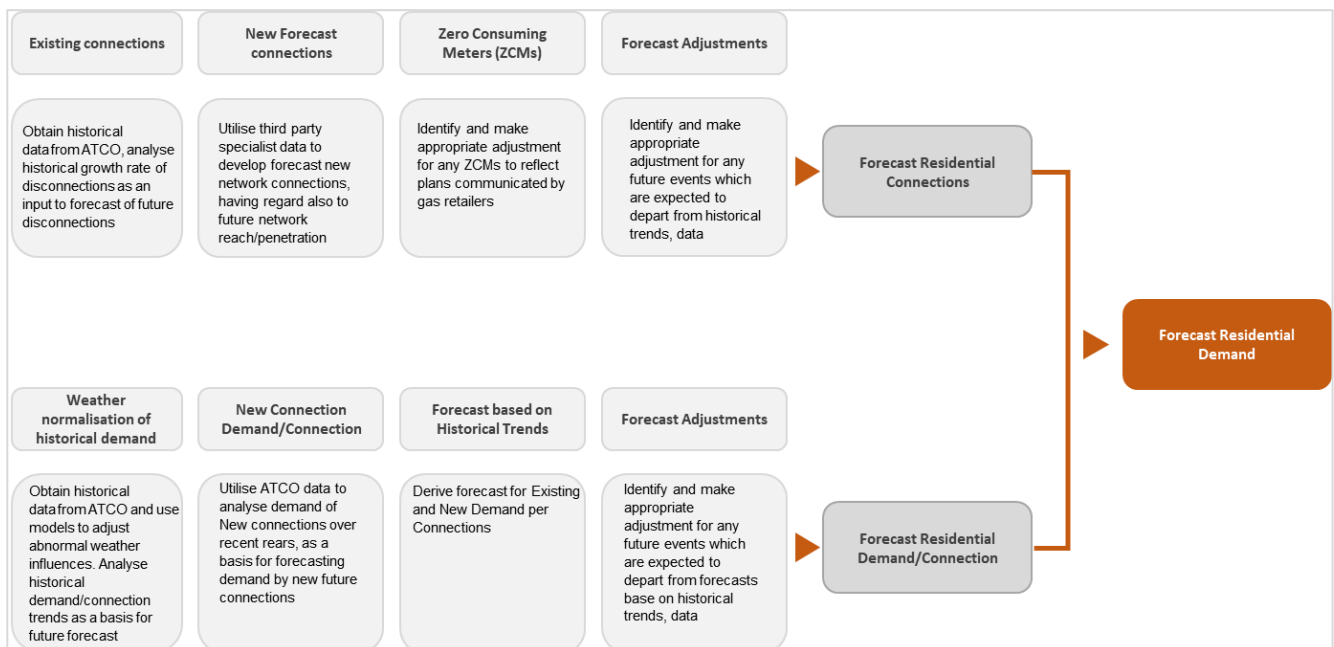 Existing connections
New Forecast
connections
Zero Consuming
Meters (ZCMs)
Forecast Adjustments
Obtain historical
data from ATCO, analyse
historical growth rate of
disconnections as an
input to forecast of future
disconnections
Utilise third party
specialist data to
develop forecast new
network connections,
having regard also to
future network
reach/penetration
Identify and make
appropriate adjustment
for any ZCMs to reflect
plans communicated by
gas retailers
Identify and make
appropriate
adjustment for any
future events which
are expected to
depart from historical
trends, data
Forecast Residential
Connections
Forecast Residential
Demand
Weather
normalisation of
historical demand
New Connection
Demand/Connection
Forecast based on
Historical Trends
Forecast Adjustments
Obtain historical
data from ATCO and use
models to adjust
abnormal weather
influences. Analyse
historical
demand/connection
trends as a basis for
future forecast
Utilise ATCO data to
analyse demand of
New connections over
recent rears, as a
basis for forecasting
demand by new future
connections
Derive forecast for Existing
and New Demand per
Connections
Identify and make
appropriate
adjustment for any
future events which
are expected to
depart from forecasts
base on historical
trends, data
Forecast Residential
Demand/Connection